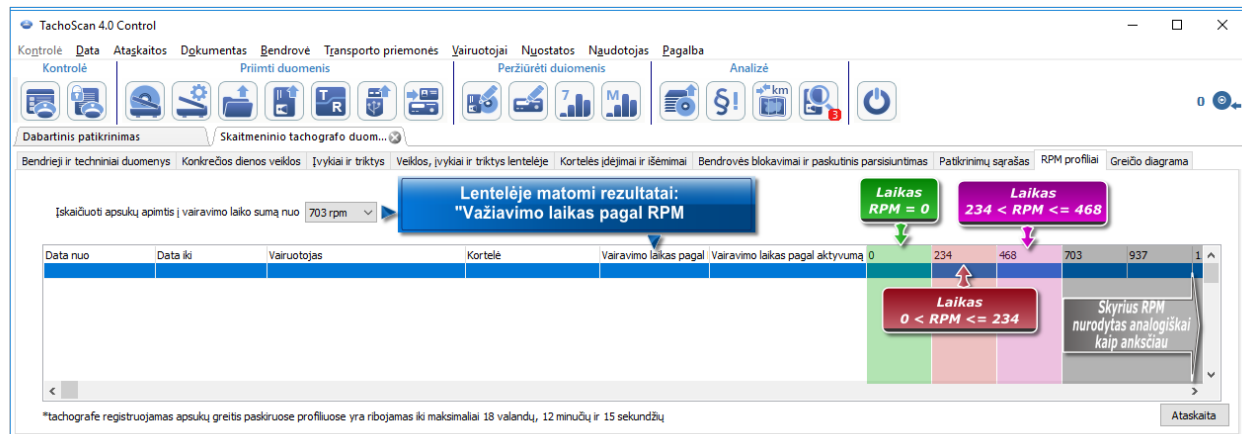 TachoScan 4.0 Control
Kontrolė Data Ataskaitos Dokumentas Bendrovė Transporto priemonės Vairuotojai Nuostatos Naudotojas Pagalba
Kontrolė Priimti duomenis Peržiūrėti duiomenis Analizė
T R 7 M §! km 3 0
Dabartinis patikrinimas Skaitmeninio tachografo duom...
Bendrieji ir techniniai duomenys Konkrečios dienos veiklos Įvykiai ir triktys Veiklos, įvykiai ir triktys lentelėje Kortelės įdėjimai ir išėmimai Bendrovės blokavimai ir paskutinis parsisiuntimas Patikrinimų sąrašas RPM profiliai Greičio diagrama
Lentelėje matomi rezultatai:
"Važiavimo laikas pagal RPM
Laikas
RPM = 0
Laikas
234 < RPM <= 468
Įskaičiuoti apsukų apimtis į vairavimo laiko sumą nuo 703 rpm
Data nuo Data iki Vairuotojas Kortelė Vairavimo laikas pagal Vairavimo laikas pagal aktyvumą 0 234 468 703 937 1
Laikas
0 < RPM <= 234
Skyrius RPM
nurodytas analogiškai
kaip anksčiau
*tachografe registruojamas apsukų greitis paskiruose profiliuose yra ribojamas iki maksimaliai 18 valandų, 12 minučių ir 15 sekundžių
Ataskaita